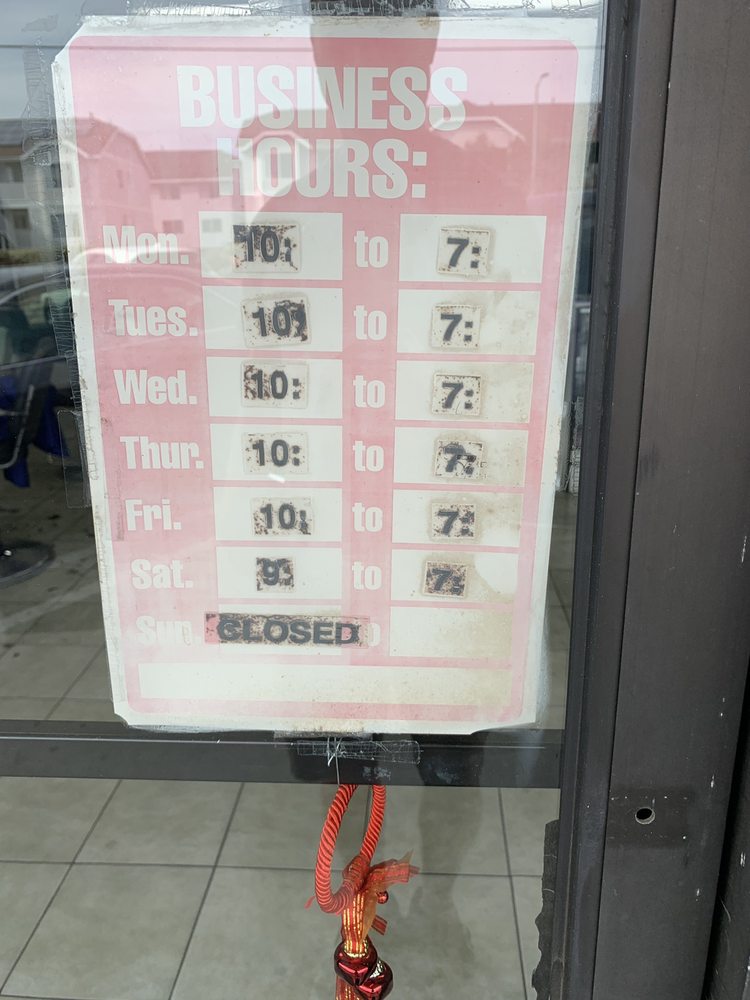 BUSINESS
HOURS:
Mon. 10: to 7:
Tues. 10: to 7:
Wed. 10: to 7:
Thur. 10: to 7:
Fri. 10: to 7:
Sat. 9: to 7:
Sun. CLOSED